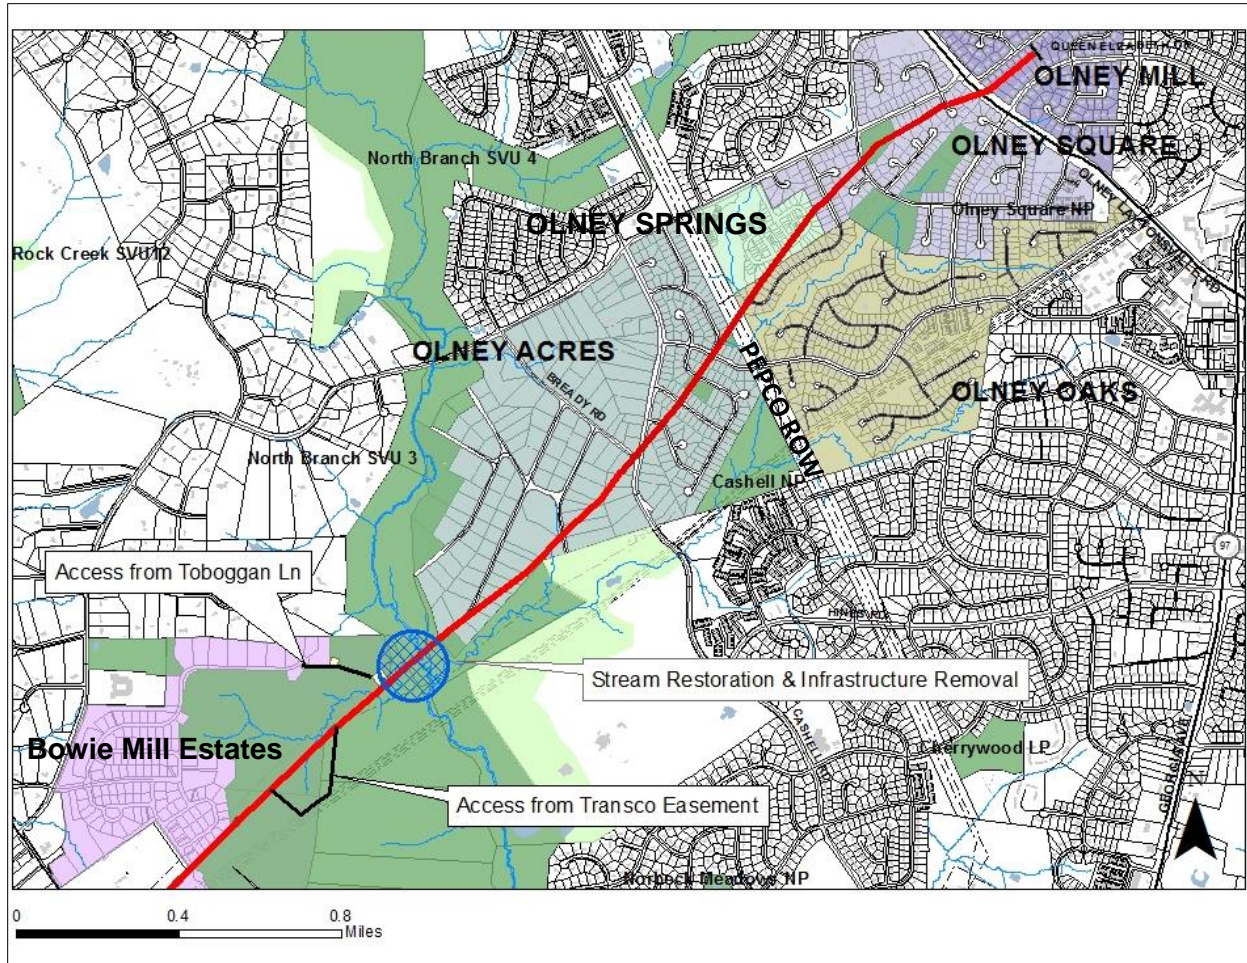 QUEEN ELIZABETH DR
OLNEY MILL
OLNEY SQUARE
North Branch SVU 4
OLNEY LAYTONSVILLE RD
Olney Square NP
OLNEY SPRINGS
Rock Creek SVU12
OLNEY ACRES
PEPCO ROW
BREADY RD
OLNEY OAKS
North Branch SVU 3
Cashell NP
97
Access from Toboggan Ln
Stream Restoration & Infrastructure Removal
CASHELL RD
Bowie Mill Estates
Cherrywood LP
GEORGIA AVE
N
Access from Transco Easement
Norbeck Meadows NP
0 0.4 0.8
Miles